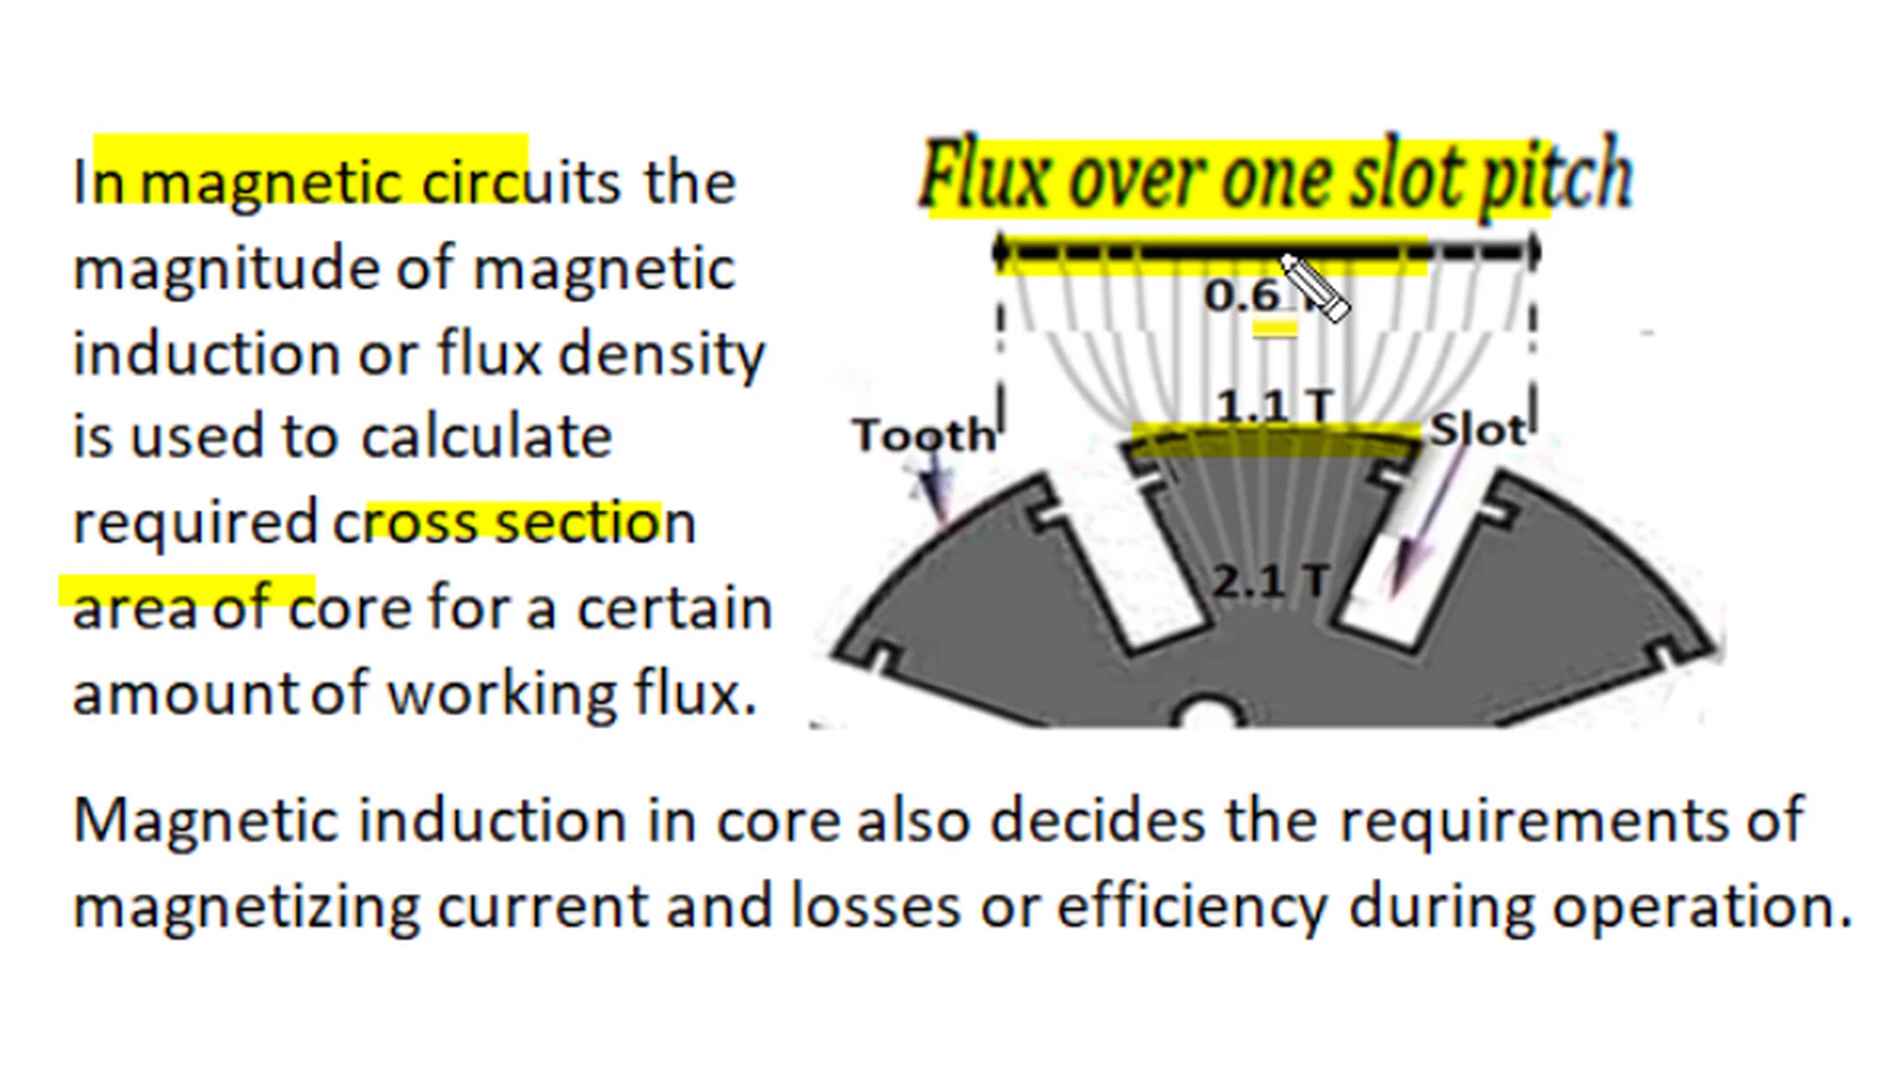 In magnetic circuits the
magnitude of magnetic
induction or flux density
is used to calculate
required cross section
area of core for a certain
amount of working flux.
Flux over one slot pitch
0.6
1.1 T
Tooth
Slot
2.1 T
Magnetic induction in core also decides the requirements of
magnetizing current and losses or efficiency during operation.